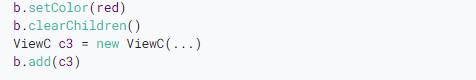 b.setColor(red)
b.clearChildren()
ViewC c3 = new ViewC(...)
b.add(c3)